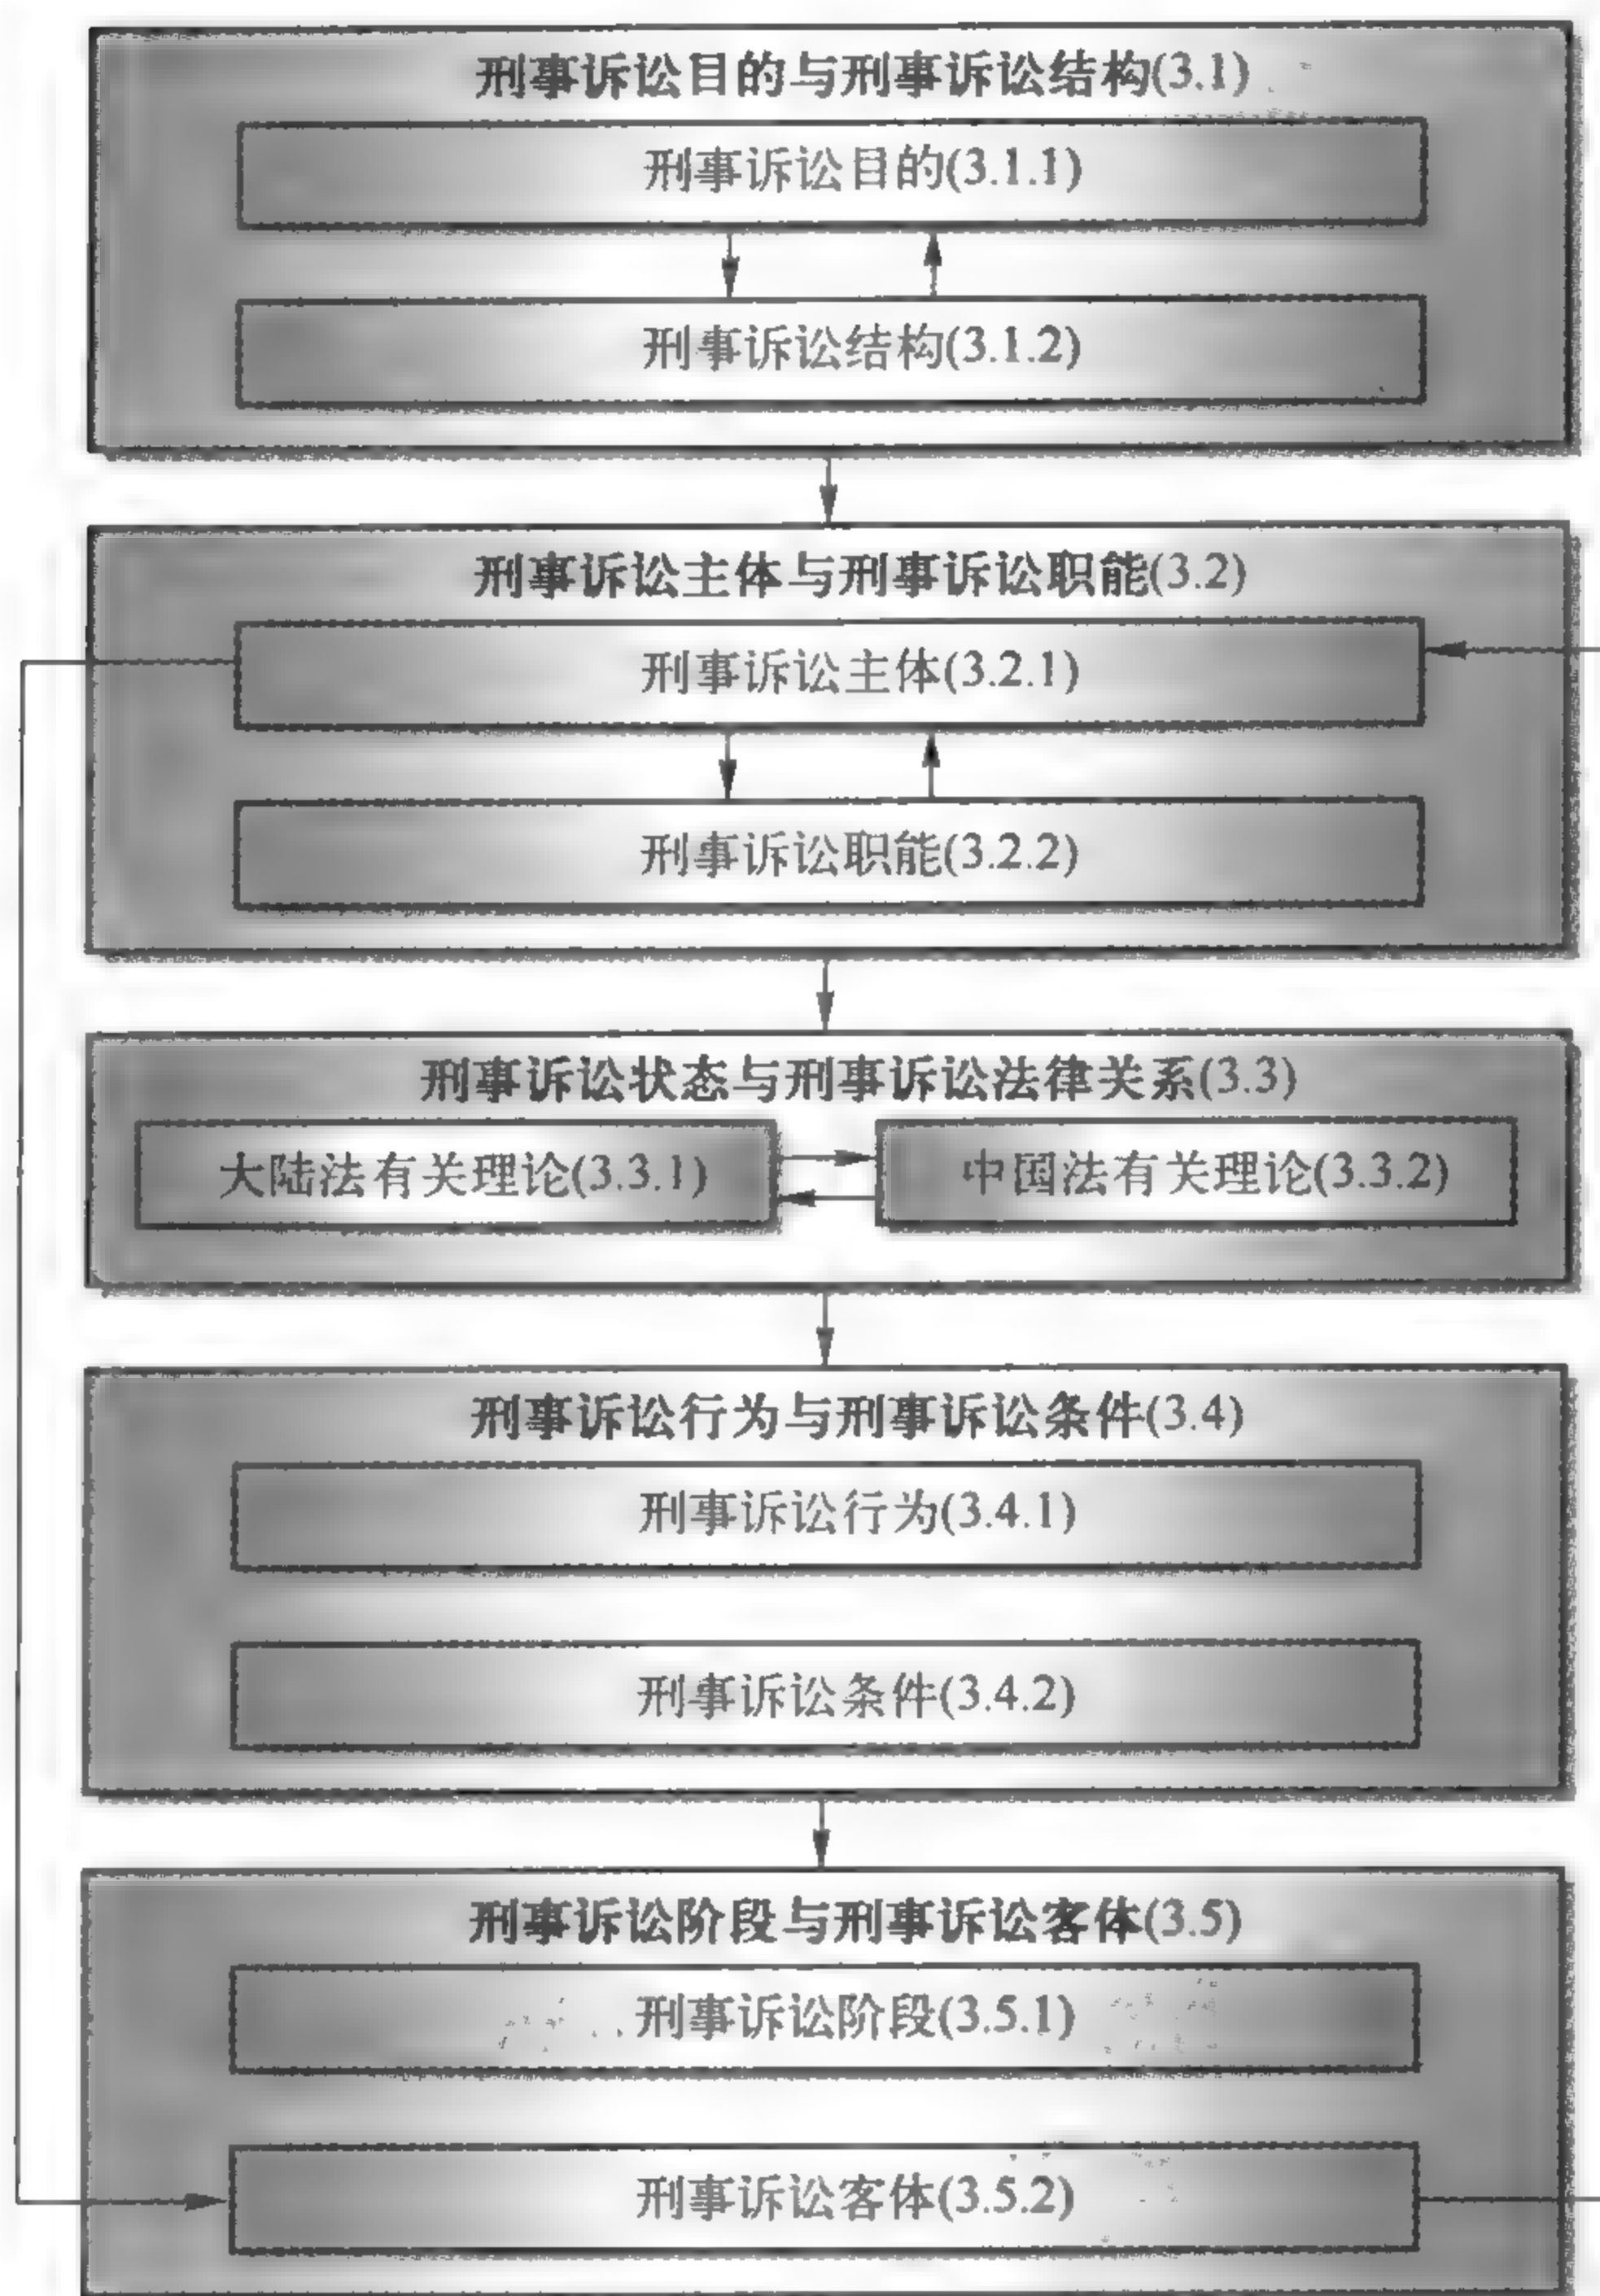 刑事诉讼目的与刑事诉讼结构(3.1)
刑事诉讼目的(3.1.1)
刑事诉讼结构(3.1.2)
刑事诉讼主体与刑事诉讼职能(3.2)
刑事诉讼主体(3.2.1)
刑事诉讼职能(3.2.2)
刑事诉讼状态与刑事诉讼法律关系(3.3)
大陆法有关理论(3.3.1)
中国法有关理论(3.3.2)
刑事诉讼行为与刑事诉讼条件(3.4)
刑事诉讼行为(3.4.1)
刑事诉讼条件(3.4.2)
刑事诉讼阶段与刑事诉讼客体(3.5)
刑事诉讼阶段(3.5.1)
刑事诉讼客体(3.5.2)